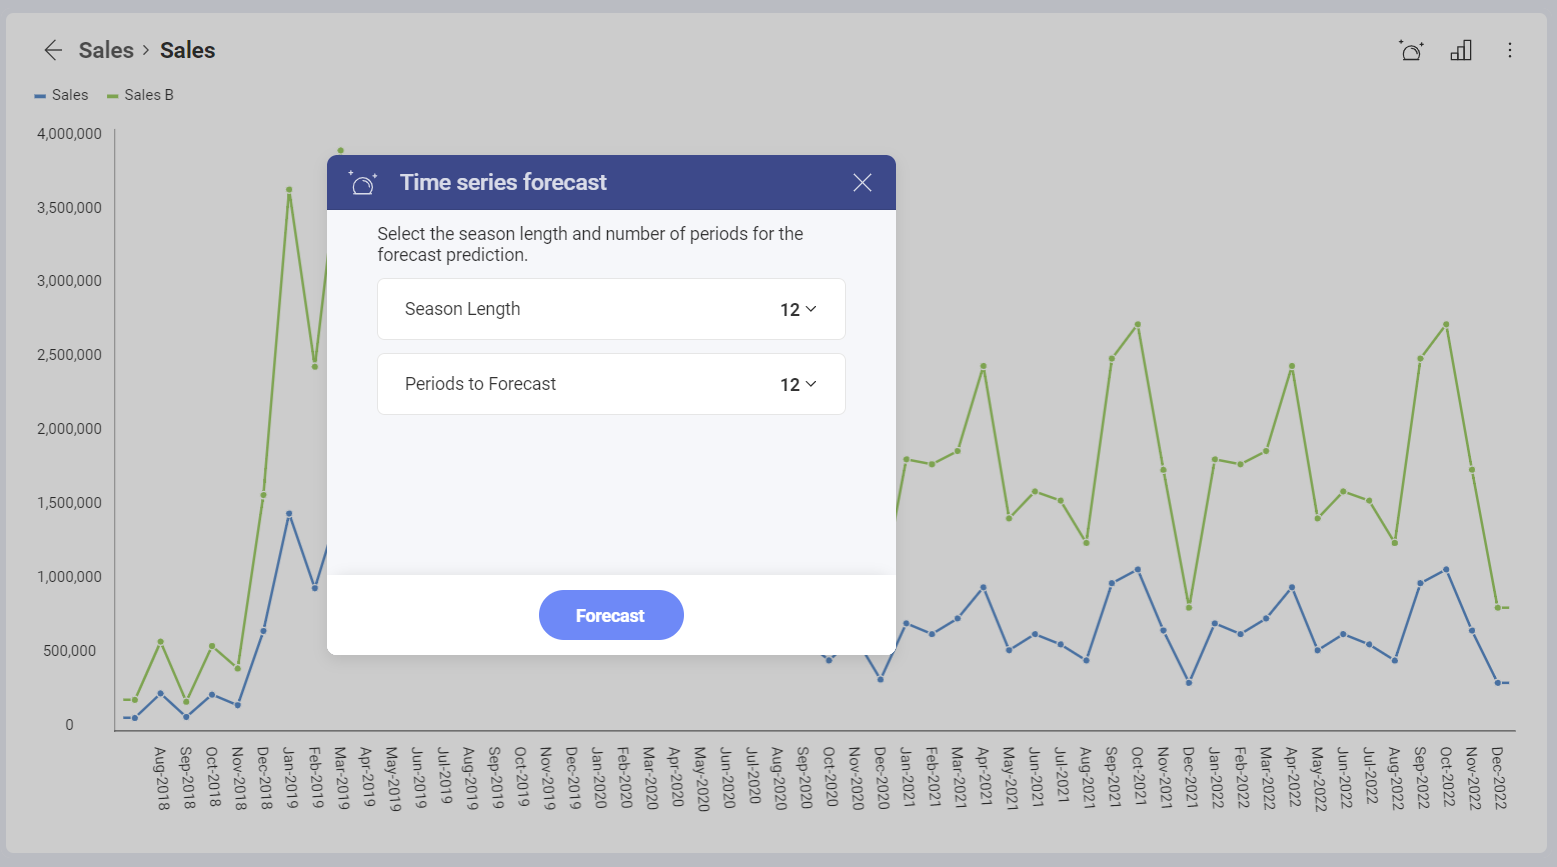 Sales › Sales
Sales Sales B
4,000,000
3,500,000
3,000,000
2,500,000
2,000,000
1,500,000
1,000,000
500,000
0
Time series forecast
Select the season length and number of periods for the
forecast prediction.
Season Length 12
Periods to Forecast 12
Forecast
Aug-2018
Sep-2018
Oct-2018
Nov-2018
Dec-2018
Jan-2019
Feb-2019
Mar-2019
Apr-2019
May-2019
Jun-2019
Jul-2019
Aug-2019
Sep-2019
Oct-2019
Nov-2019
Dec-2019
Jan-2020
Feb-2020
Mar-2020
Apr-2020
May-2020
Jun-2020
Jul-2020
Aug-2020
Sep-2020
Oct-2020
Nov-2020
Dec-2020
Jan-2021
Feb-2021
Mar-2021
Apr-2021
May-2021
Jun-2021
Jul-2021
Aug-2021
Sep-2021
Oct-2021
Nov-2021
Dec-2021
Jan-2022
Feb-2022
Mar-2022
Apr-2022
May-2022
Jun-2022
Jul-2022
Aug-2022
Sep-2022
Oct-2022
Nov-2022
Dec-2022